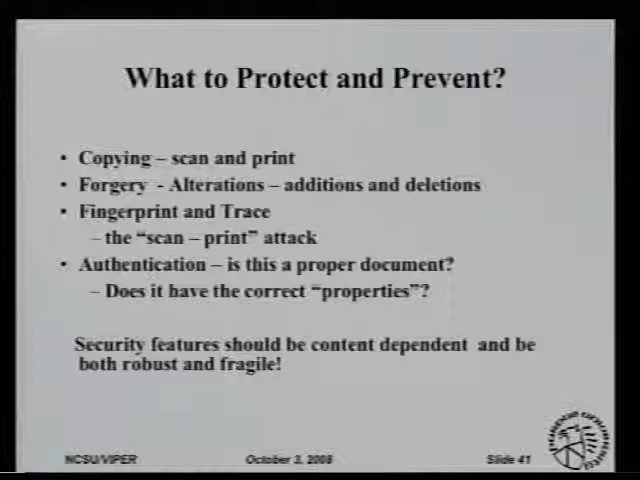 What to Protect and Prevent?
• Copying – scan and print
• Forgery - Alterations – additions and deletions
• Fingerprint and Trace
– the “scan – print” attack
• Authentication – is this a proper document?
– Does it have the correct “properties”?
Security features should be content dependent and be
both robust and fragile!
NCSU/VIPER October 3, 2008 Slide 41